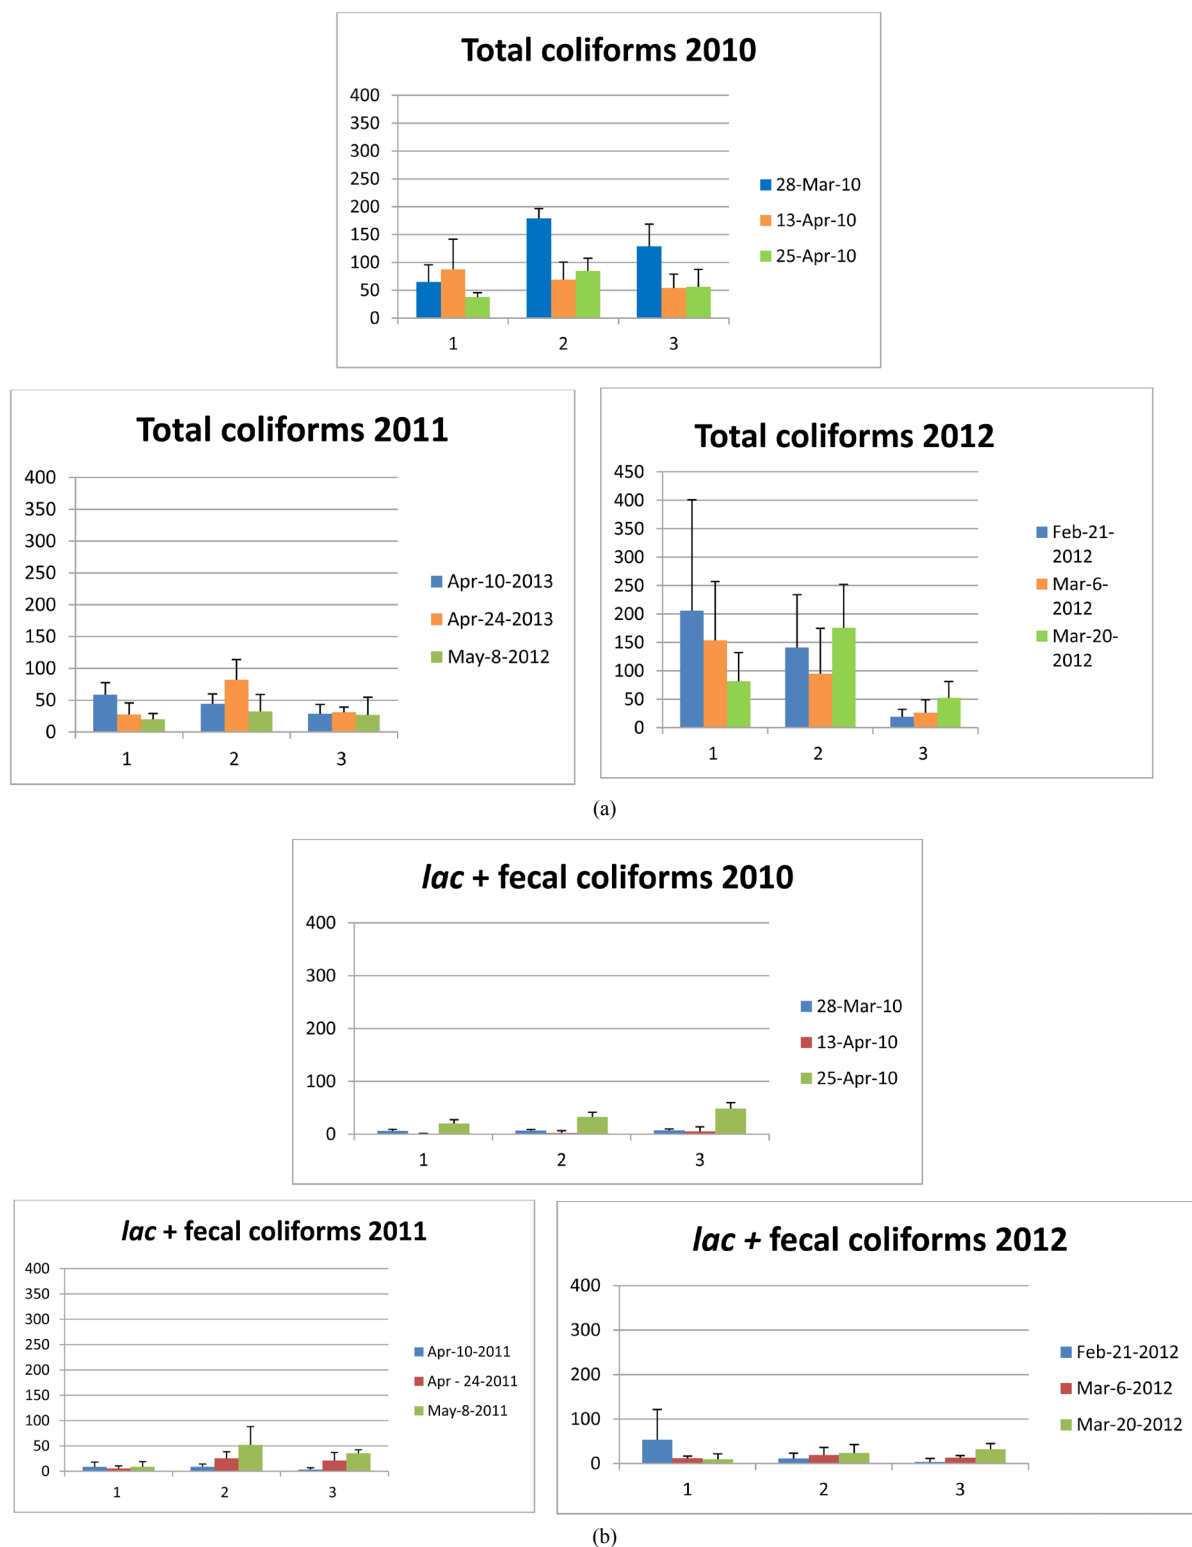 Total coliforms 2010
400
350
300
250
200
150
100
50
0
1 2 3
28-Mar-10
13-Apr-10
25-Apr-10
Total coliforms 2011
400
350
300
250
200
150
100
50
0
1 2 3
Apr-10-2013
Apr-24-2013
May-8-2012
Total coliforms 2012
450
400
350
300
250
200
150
100
50
0
1 2 3
Feb-21-
2012
Mar-6-
2012
Mar-20-
2012
(a)
lac + fecal coliforms 2010
400
300
200
100
0
1 2 3
28-Mar-10
13-Apr-10
25-Apr-10
lac + fecal coliforms 2011
400
350
300
250
200
150
100
50
0
1 2 3
Apr-10-2011
Apr - 24-2011
May-8-2011
lac + fecal coliforms 2012
400
300
200
100
0
1 2 3
Feb-21-2012
Mar-6-2012
Mar-20-2012
(b)